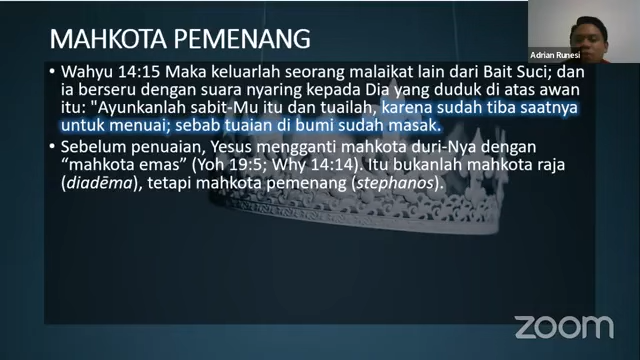 MAHKOTA PEMENANG
• Wahyu 14:15 Maka keluarlah seorang malaikat lain dari Bait Suci; dan
ia berseru dengan suara nyaring kepada Dia yang duduk di atas awan
itu: "Ayunkanlah sabit-Mu itu dan tuailah, karena sudah tiba saatnya
untuk menuai; sebab tuaian di bumi sudah masak.
• Sebelum penuaian, Yesus mengganti mahkota duri-Nya dengan
“mahkota emas” (Yoh 19:5; Why 14:14). Itu bukanlah mahkota raja
(diadēma), tetapi mahkota pemenang (stephanos).
Adrian Runesi
zoom